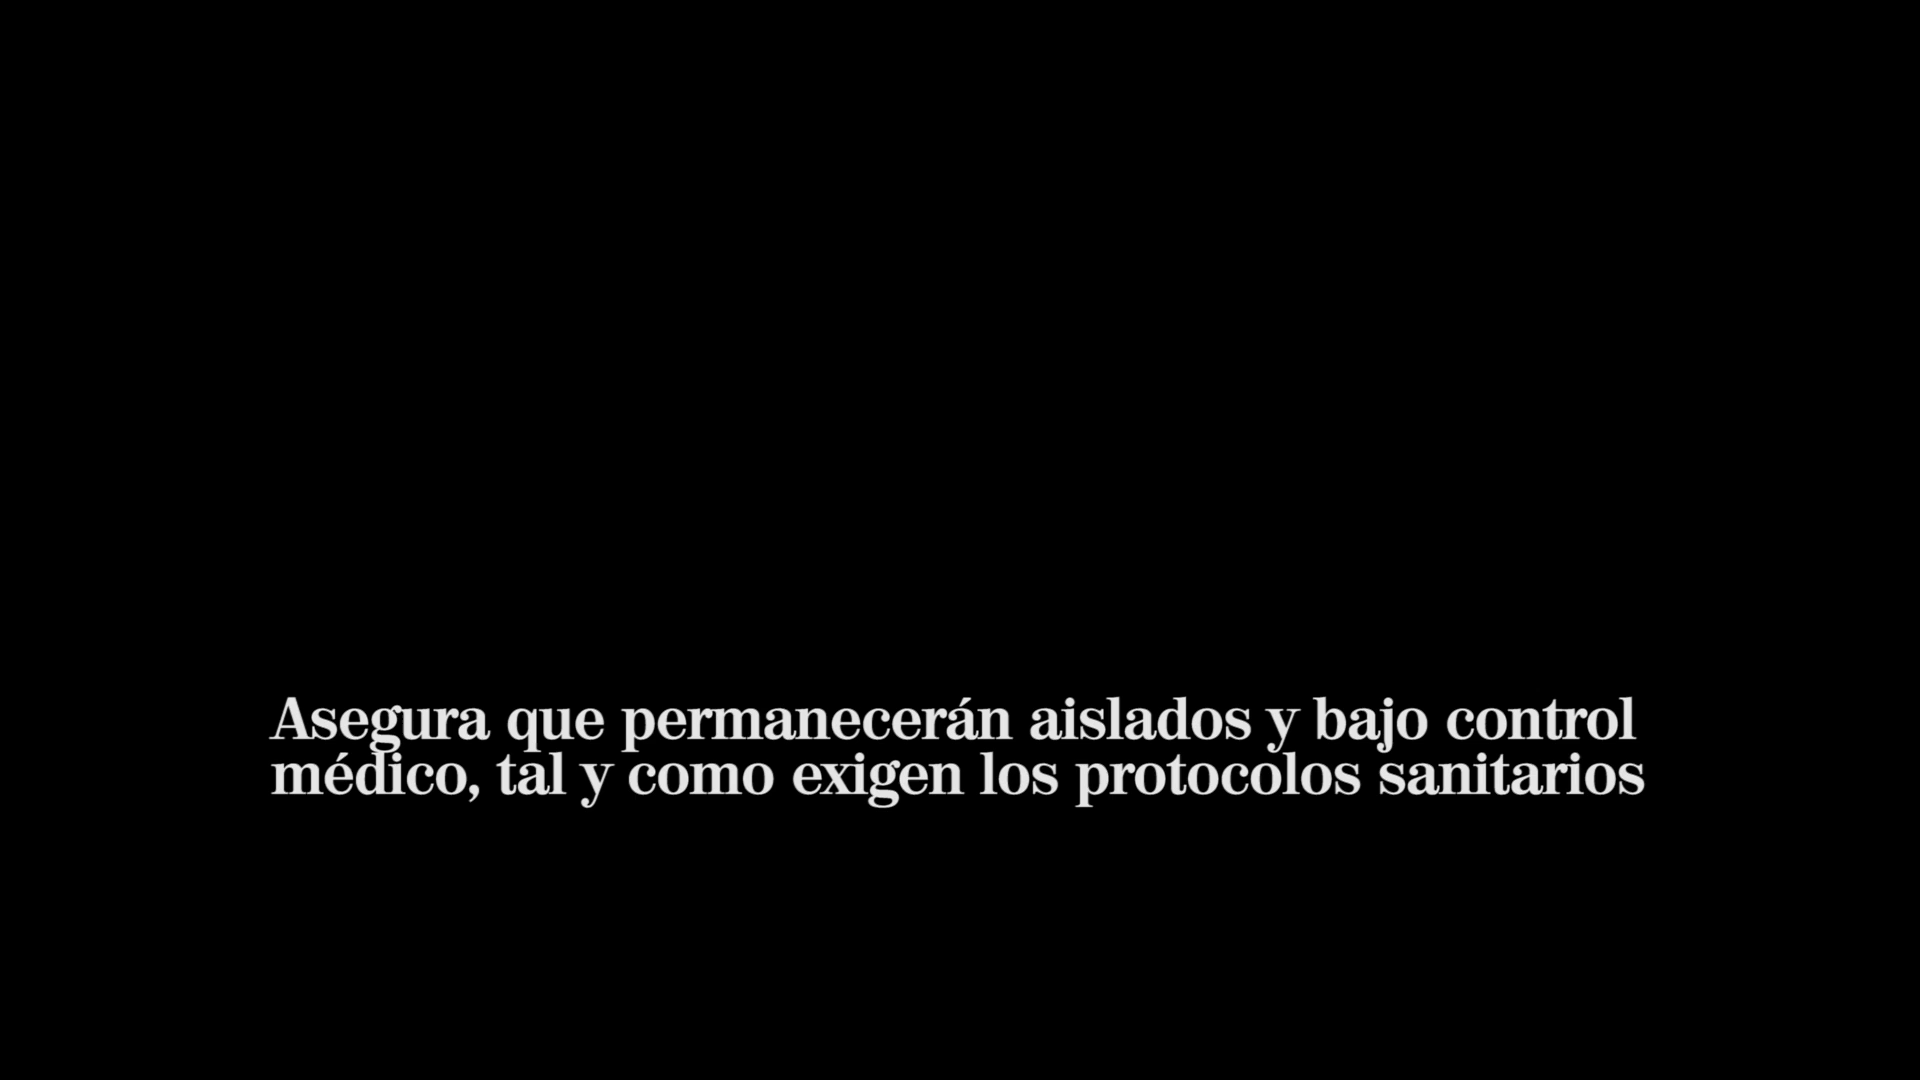 Asegura que permanecerán aislados y bajo control
médico, tal y como exigen los protocolos sanitarios